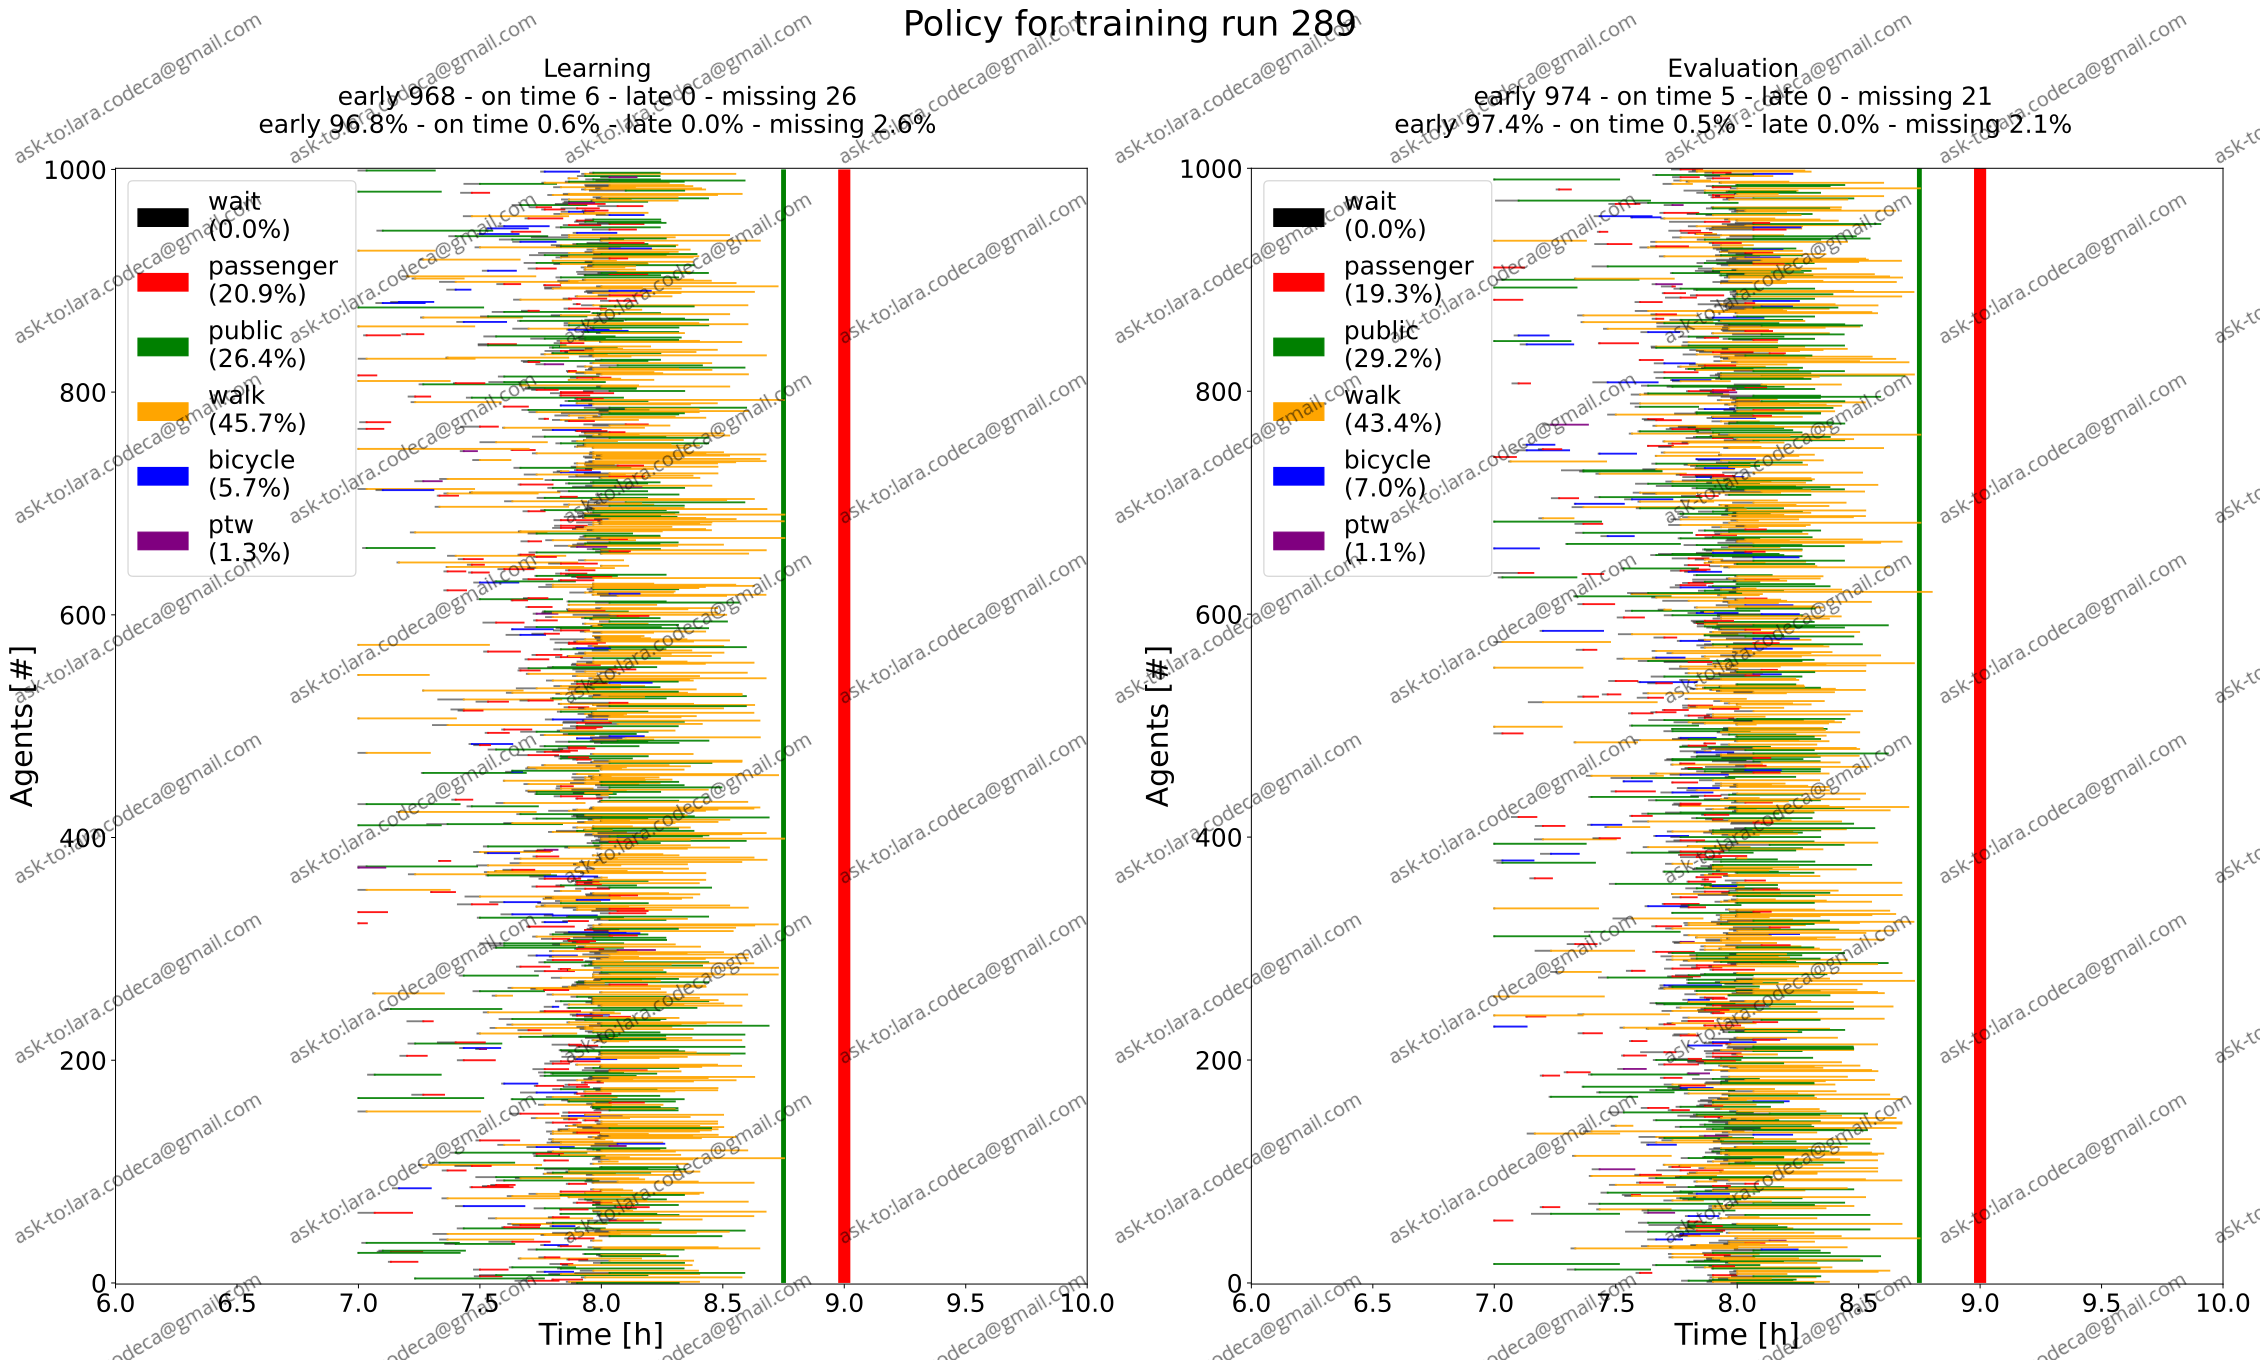 Policy for training run 289
Learning
early 968 - on time 6 - late 0 - missing 26
early 96.8% - on time 0.6% - late 0.0% - missing 2.6%
1000
800
600
400
200
0
Agents [#]
wait
(0.0%)
passenger
(20.9%)
public
(26.4%)
walk
(45.7%)
bicycle
(5.7%)
ptw
(1.3%)
6.0 6.5 7.0 7.5 8.0 8.5 9.0 9.5 10.0
Time [h]
Evaluation
early 974 - on time 5 - late 0 - missing 21
early 97.4% - on time 0.5% - late 0.0% - missing 2.1%
1000
800
600
400
200
0
Agents [#]
wait
(0.0%)
passenger
(19.3%)
public
(29.2%)
walk
(43.4%)
bicycle
(7.0%)
ptw
(1.1%)
6.0 6.5 7.0 7.5 8.0 8.5 9.0 9.5 10.0
Time [h]
ask-to:lara.codeca@gmail.com